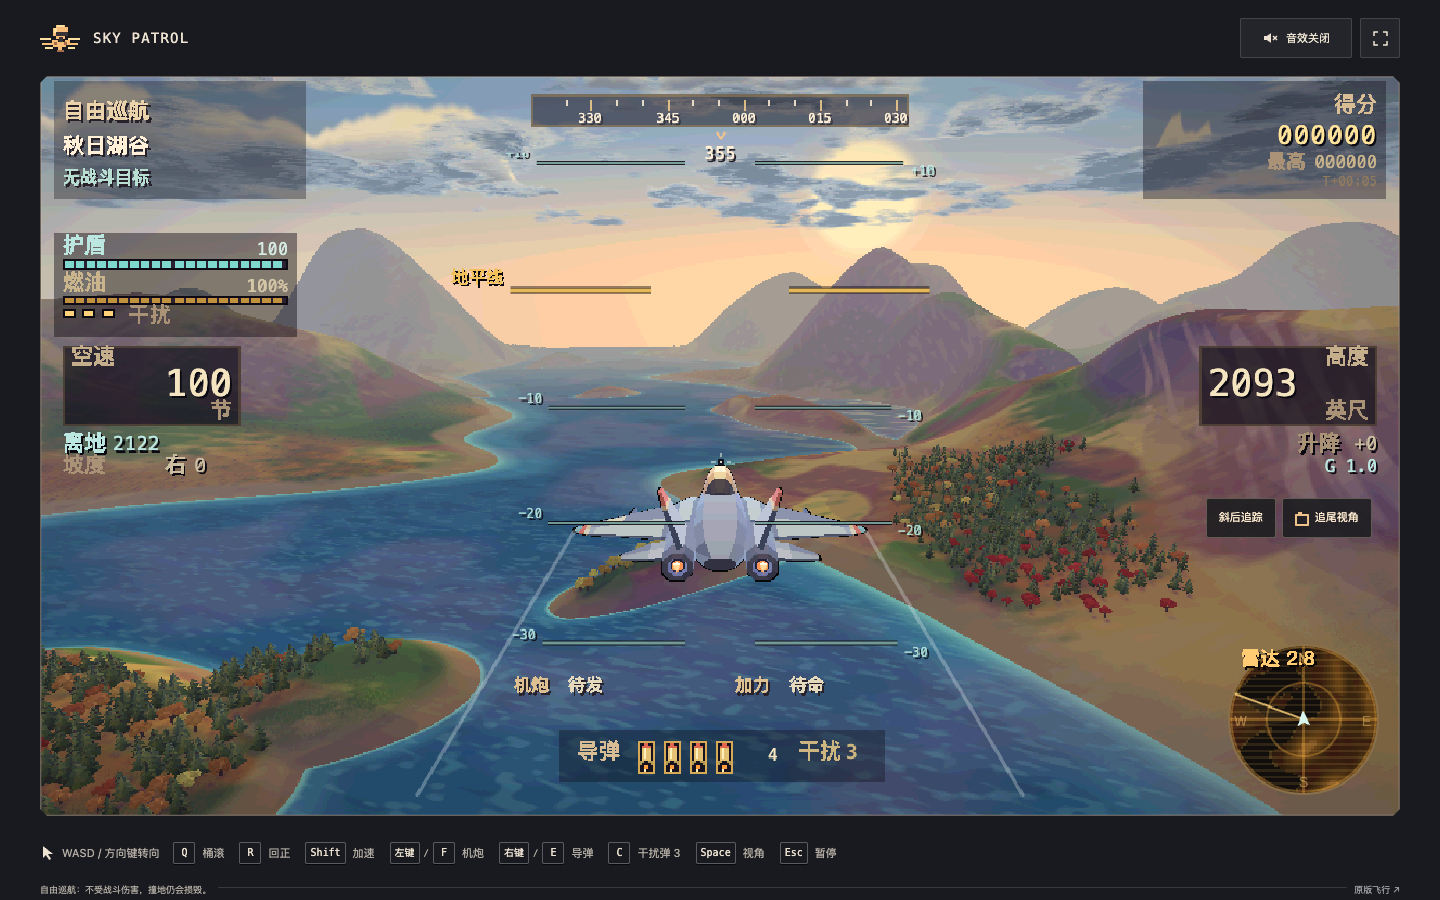 SKY PATROL
音效关闭
自由巡航
秋日湖谷
无战斗目标
330 345 000 015 030
355
得分
000000
最高 000000
T+00:05
+10 +10
护盾 100
燃油 100%
干扰
地平线
空速
100
节
离地 2122
坡度 右 0
高度
2093
英尺
升降 +0
G 1.0
-10 -10
-20 -20
-30 -30
斜后追踪 追尾视角
雷达 2.8
W E
S
机炮 待发 加力 待命
导弹 4 干扰 3
WASD / 方向键转向 Q 桶滚 R 回正 Shift 加速 左键 / F 机炮 右键 / E 导弹 C 干扰弹 3 Space 视角 Esc 暂停
自由巡航：不受战斗伤害，撞地仍会损毁。
原版飞行 ↗